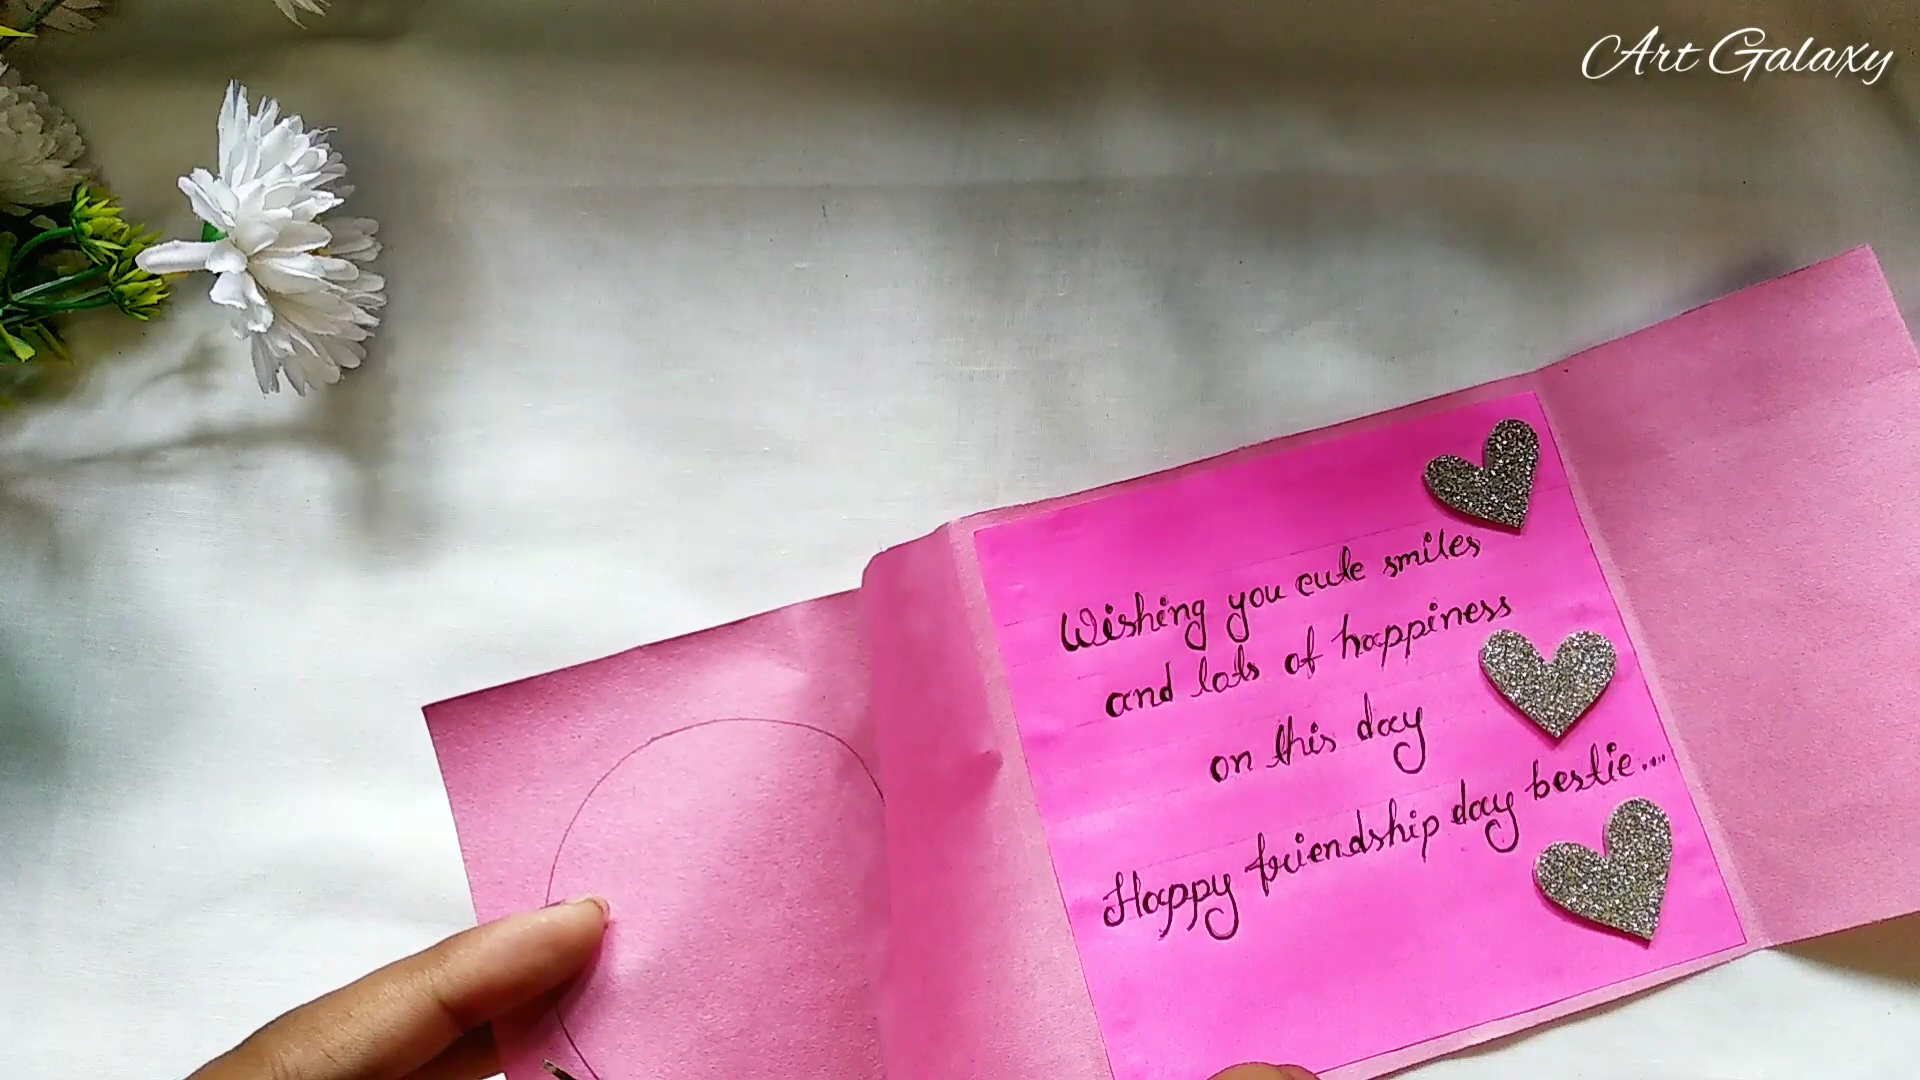 Art Galaxy
Wishing you cute smiles
and lots of happiness
on this day
Happy friendship day bestie....